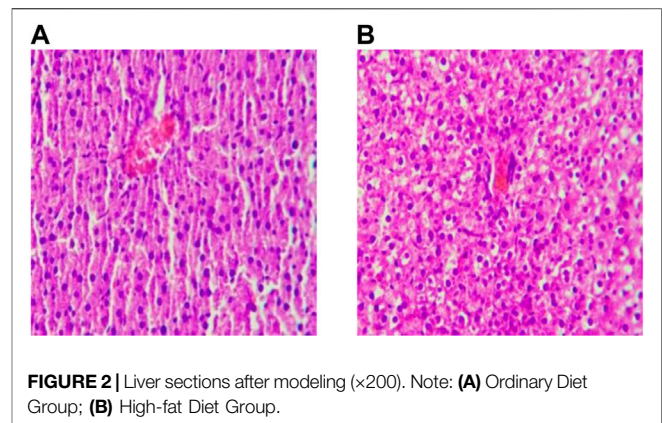 A
B
FIGURE 2 | Liver sections after modeling (×200). Note: (A) Ordinary Diet
Group; (B) High-fat Diet Group.